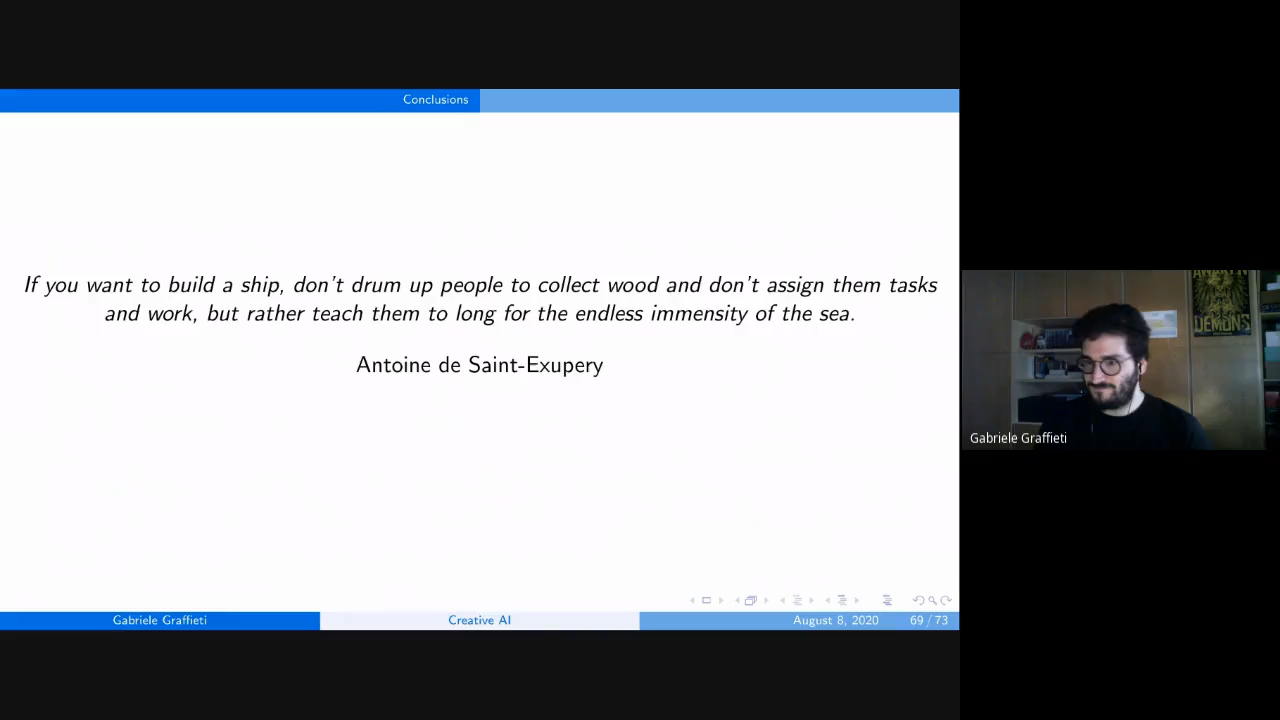 Conclusions
If you want to build a ship, don't drum up people to collect wood and don't assign them tasks
and work, but rather teach them to long for the endless immensity of the sea.
Antoine de Saint-Exupery
Gabriele Graffieti
Creative AI
August 8, 2020
69 / 73
AWAKEN
DEMONS
Gabriele Graffieti